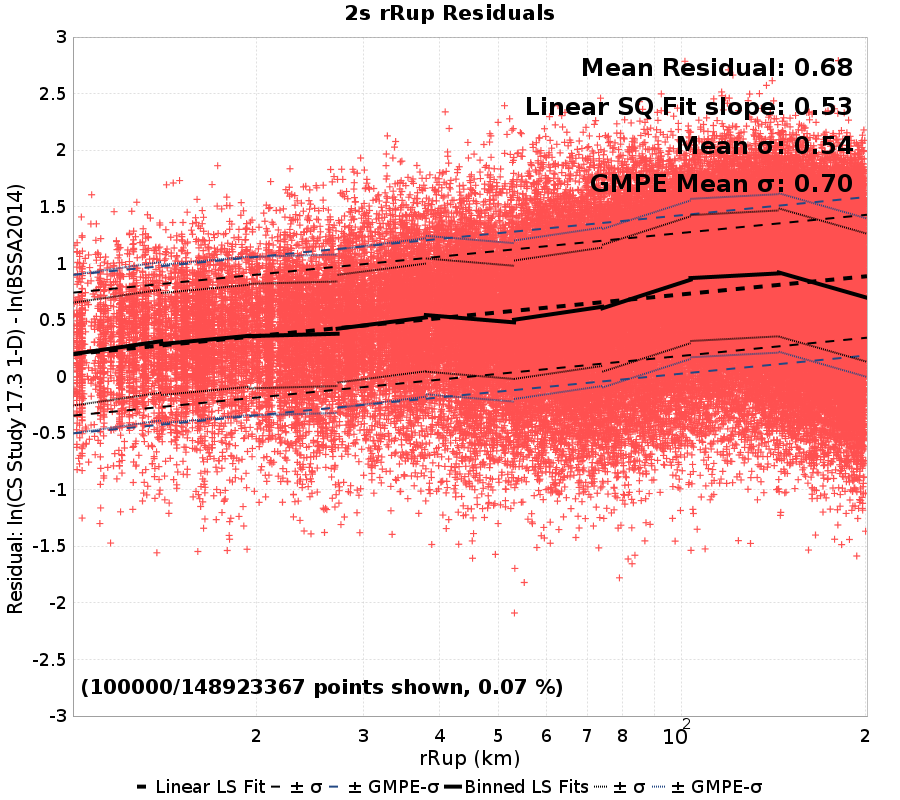 2s rRup Residuals
Residual: ln(CS Study 17.3 1-D) - ln(BSSA2014)
3
2.5
2
1.5
1
0.5
0
-0.5
-1
-1.5
-2
-2.5
-3
Mean Residual: 0.68
Linear SQ Fit slope: 0.53
Mean σ: 0.54
GMPE Mean σ: 0.70
(100000/148923367 points shown, 0.07 %)
2 3 4 5 6 7 8 10² 2
rRup (km)
Linear LS Fit ± σ ± GMPE-σ Binned LS Fits ± σ ± GMPE-σ